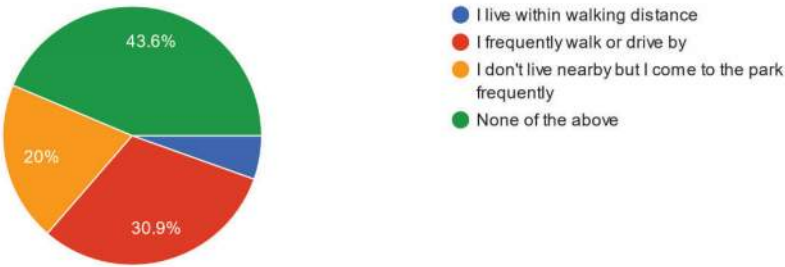 43.6%
20%
30.9%
I live within walking distance
I frequently walk or drive by
I don't live nearby but I come to the park
frequently
None of the above